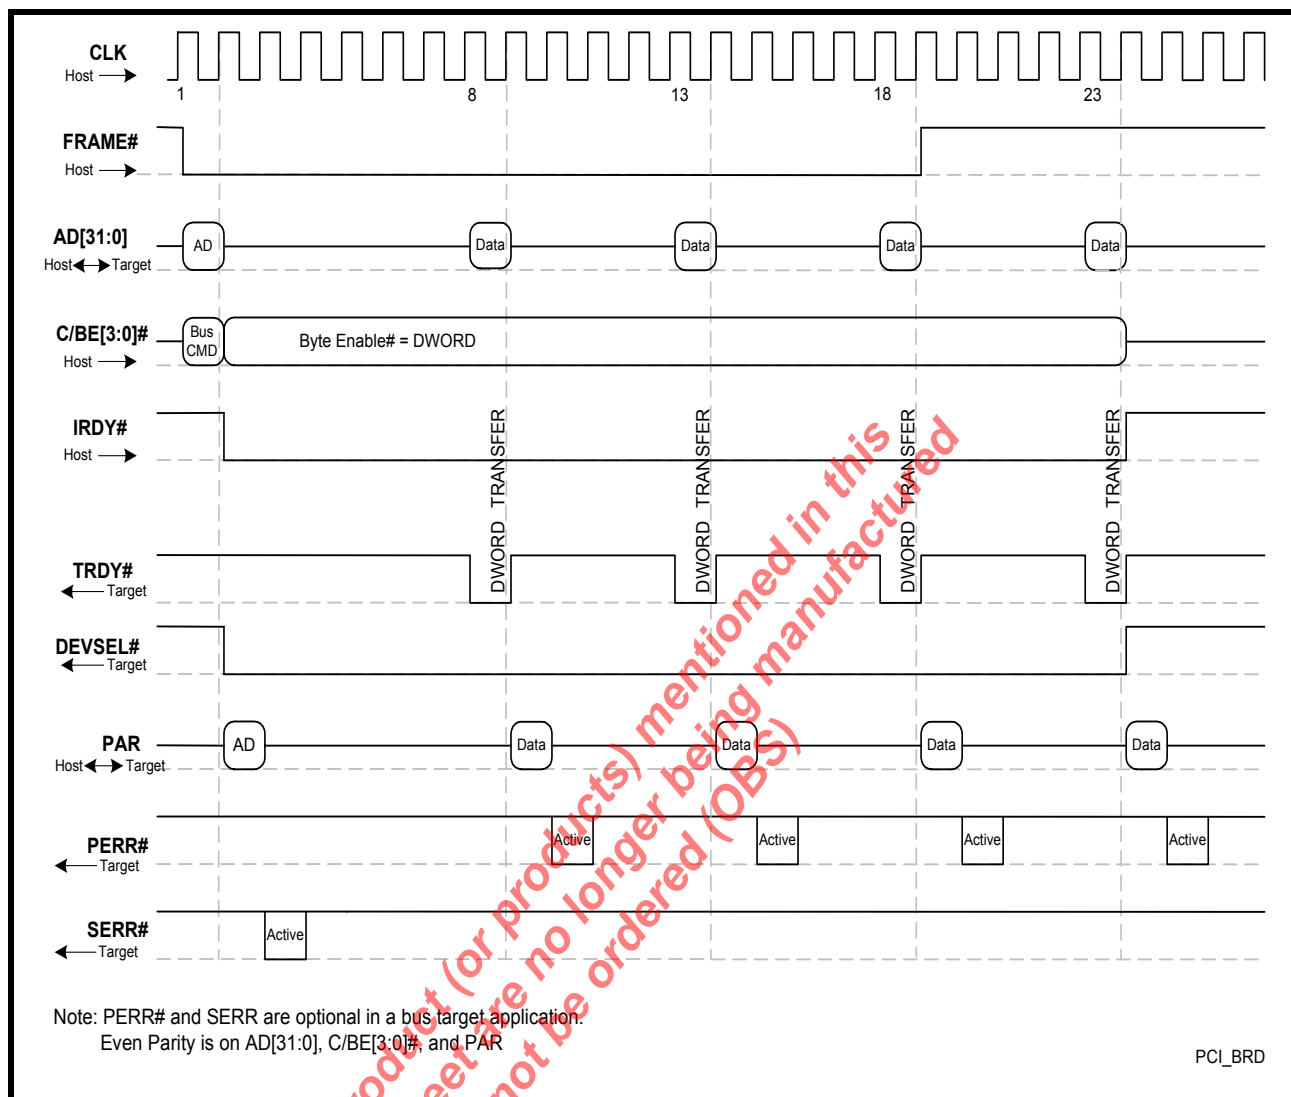 CLK
Host
1 8 13 18 23
FRAME#
Host
AD[31:0]
Host Target
AD Data Data Data Data
C/BE[3:0]#
Host
Bus
CMD
Byte Enable# = DWORD
IRDY#
Host
DWORD TRANSFER
DWORD TRANSFER
DWORD TRANSFER
DWORD TRANSFER
TRDY#
Target
DEVSEL#
Target
PAR
Host Target
AD Data Data Data Data
PERR#
Target
Active Active Active Active
SERR#
Target
Active
Note: PERR# and SERR are optional in a bus target application.
Even Parity is on AD[31:0], C/BE[3:0]#, and PAR
PCI_BRD
roduct (or products) mentioned in this
eet are no longer being manufactured
not be ordered (OBS)